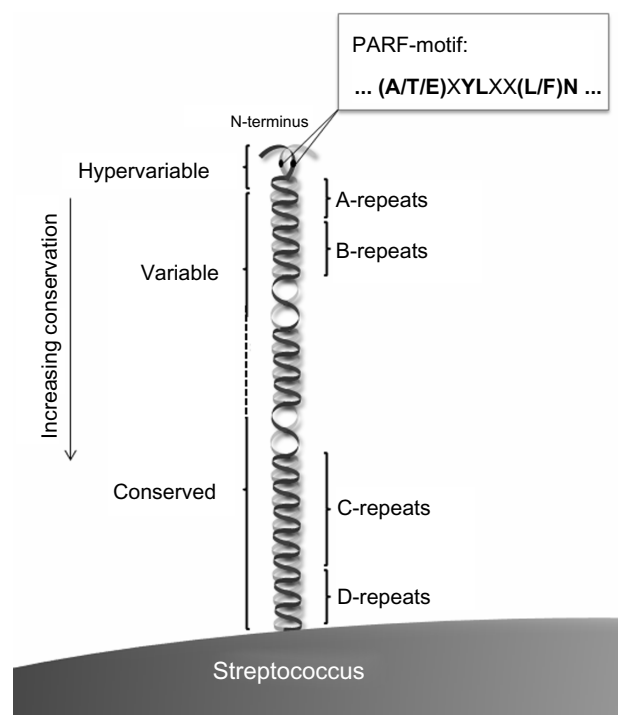 PARF-motif:
... (A/T/E)XYLXX(L/F)N ...
N-terminus
Hypervariable
A-repeats
B-repeats
Variable
Increasing conservation
Conserved
C-repeats
D-repeats
Streptococcus